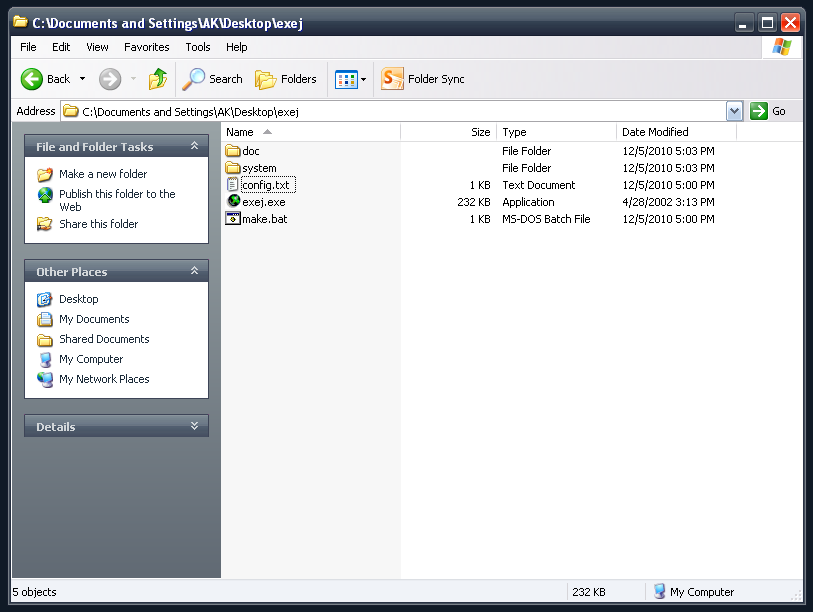 C:\Documents and Settings\AK\Desktop\exej
File Edit View Favorites Tools Help
Back Search Folders Folder Sync
Address C:\Documents and Settings\AK\Desktop\exej Go
File and Folder Tasks
Make a new folder
Publish this folder to the
Web
Share this folder
Other Places
Desktop
My Documents
Shared Documents
My Computer
My Network Places
Details
Name Size Type Date Modified
doc File Folder 12/5/2010 5:03 PM
system File Folder 12/5/2010 5:03 PM
config.txt 1 KB Text Document 12/5/2010 5:00 PM
exej.exe 232 KB Application 4/28/2002 3:13 PM
make.bat 1 KB MS-DOS Batch File 12/5/2010 5:00 PM
5 objects 232 KB My Computer